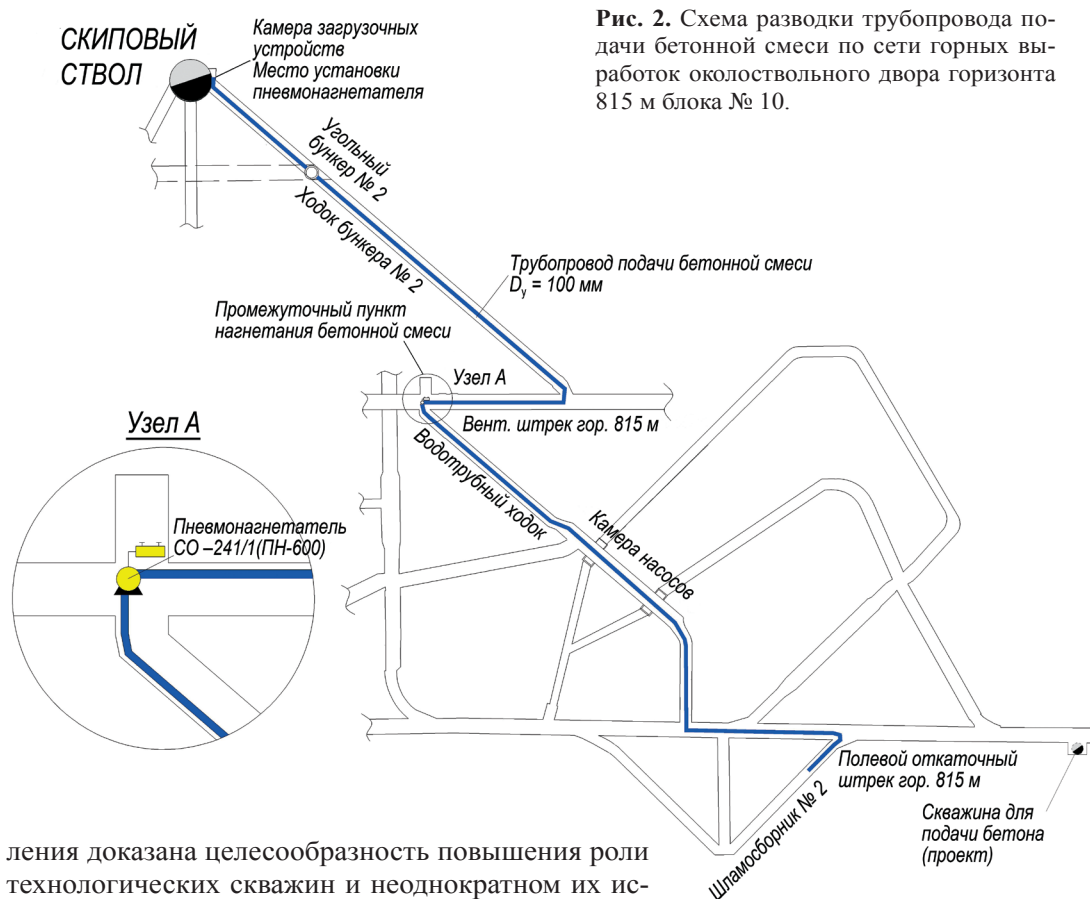 Рис. 2. Схема разводки трубопровода по-
дачи бетонной смеси по сети горных вы-
работок околоствольного двора горизонта
815 м блока № 10.
СКИПОВЫЙ
СТВОЛ
Камера загрузочных
устройств
Место установки
пневмонагнетателя
Угольный
бункер № 2
Ходок бункера № 2
Трубопровод подачи бетонной смеси
Dу = 100 мм
Промежуточный пункт
нагнетания бетонной смеси
Узел А
Вент. штрек гор. 815 м
Водотрубный ходок
Камера насосов
Узел А
Пневмонагнетатель
СО –241/1(ПН-600)
Полевой откаточный
штрек гор. 815 м
Шламосборник № 2
Скважина для
подачи бетона
(проект)
ления доказана целесообразность повышения роли
технологических скважин и неоднократном их ис-